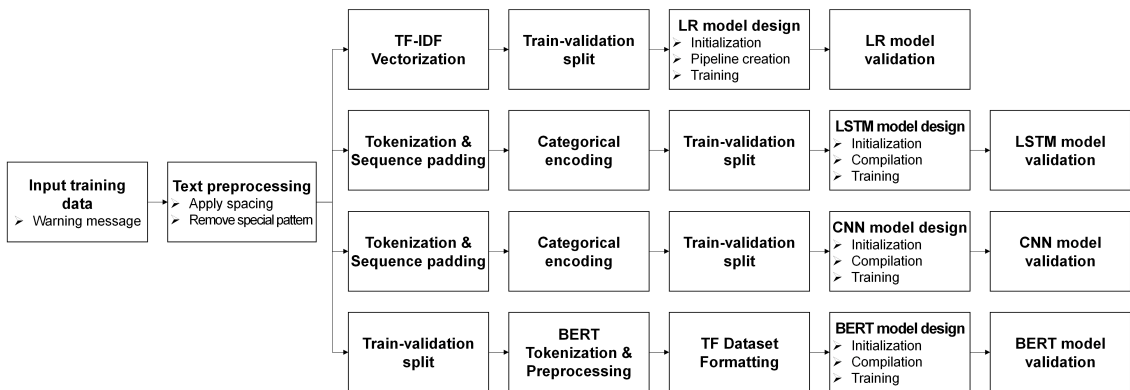 Input training
data
➢ Warning message
Text preprocessing
➢ Apply spacing
➢ Remove special pattern
TF-IDF
Vectorization
Train-validation
split
LR model design
➢ Initialization
➢ Pipeline creation
➢ Training
LR model
validation
Tokenization &
Sequence padding
Categorical
encoding
Train-validation
split
LSTM model design
➢ Initialization
➢ Compilation
➢ Training
LSTM model
validation
Tokenization &
Sequence padding
Categorical
encoding
Train-validation
split
CNN model design
➢ Initialization
➢ Compilation
➢ Training
CNN model
validation
Train-validation
split
BERT
Tokenization &
Preprocessing
TF Dataset
Formatting
BERT model design
➢ Initialization
➢ Compilation
➢ Training
BERT model
validation